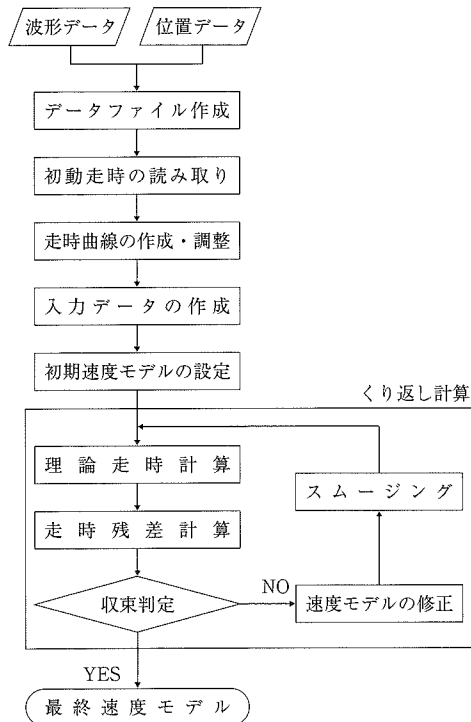 波形データ
位置データ
データファイル作成
初動走時の読み取り
走時曲線の作成・調整
入力データの作成
初期速度モデルの設定
くり返し計算
理論走時計算
スムージング
走時残差計算
収束判定
NO
速度モデルの修正
YES
最終速度モデル